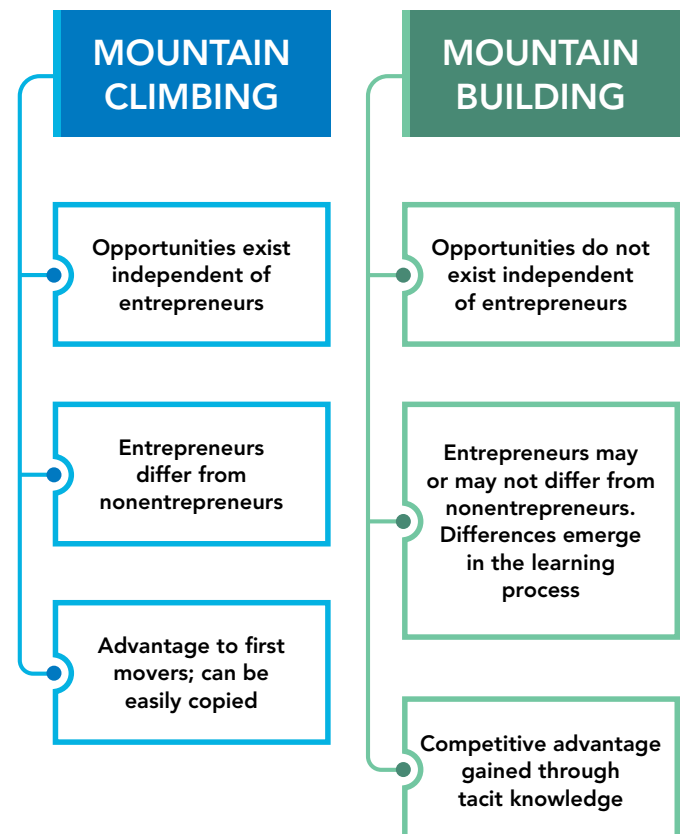 MOUNTAIN
CLIMBING
Opportunities exist
independent of
entrepreneurs
Entrepreneurs
differ from
nonentrepreneurs
Advantage to first
movers; can be
easily copied
MOUNTAIN
BUILDING
Opportunities do not
exist independent
of entrepreneurs
Entrepreneurs may
or may not differ from
nonentrepreneurs.
Differences emerge
in the learning
process
Competitive advantage
gained through
tacit knowledge